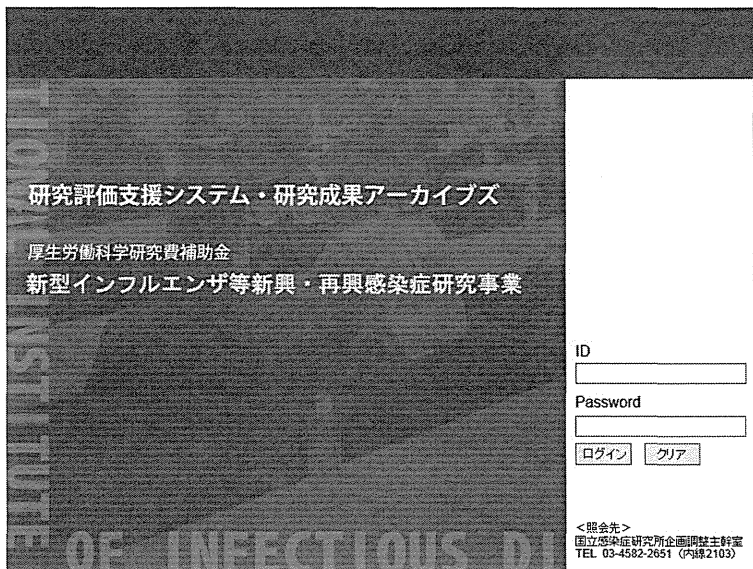 研究評価支援システム・研究成果アーカイブズ
厚生労働科学研究費補助金
新型インフルエンザ等新興・再興感染症研究事業
TIONAL INSTITUTE
OF INFECTIOUS DI
ID
Password
ログイン クリア
<照会先>
国立感染症研究所企画調整主幹室
TEL 03-4582-2651（内線2103）